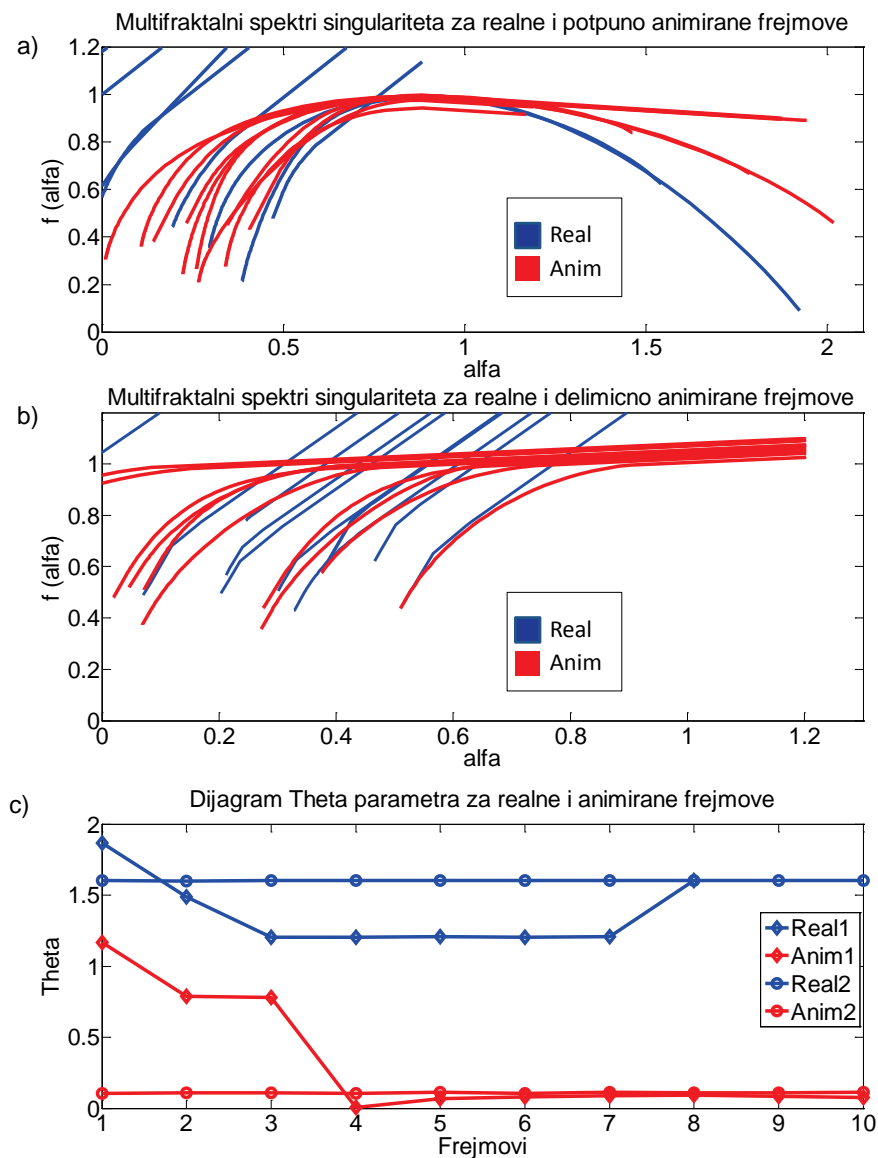 Multifraktalni spektri singulariteta za realne i potpuno animirane frejmove
a)
1.2
1
0.8
0.6
0.4
0.2
0
f (alfa)
Real
Anim
0 0.5 1 1.5 2
alfa
Multifraktalni spektri singulariteta za realne i delimicno animirane frejmove
b)
1.2
1
0.8
0.6
0.4
0.2
0
f (alfa)
Real
Anim
0 0.2 0.4 0.6 0.8 1 1.2
alfa
Dijagram Theta parametra za realne i animirane frejmove
c)
2
1.5
1
0.5
0
Theta
Real1
Anim1
Real2
Anim2
1 2 3 4 5 6 7 8 9 10
Frejmovi